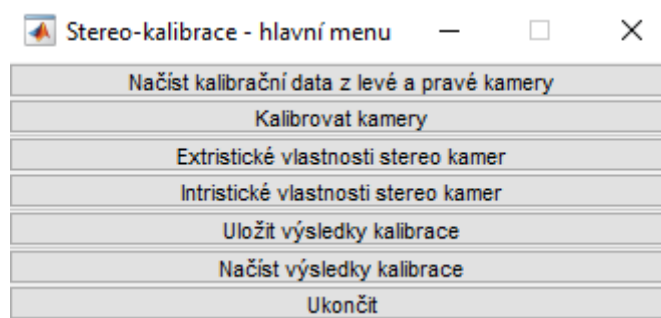 Stereo-kalibrace - hlavní menu
Načíst kalibrační data z levé a pravé kamery
Kalibrovat kamery
Extristické vlastnosti stereo kamer
Intristické vlastnosti stereo kamer
Uložit výsledky kalibrace
Načíst výsledky kalibrace
Ukončit